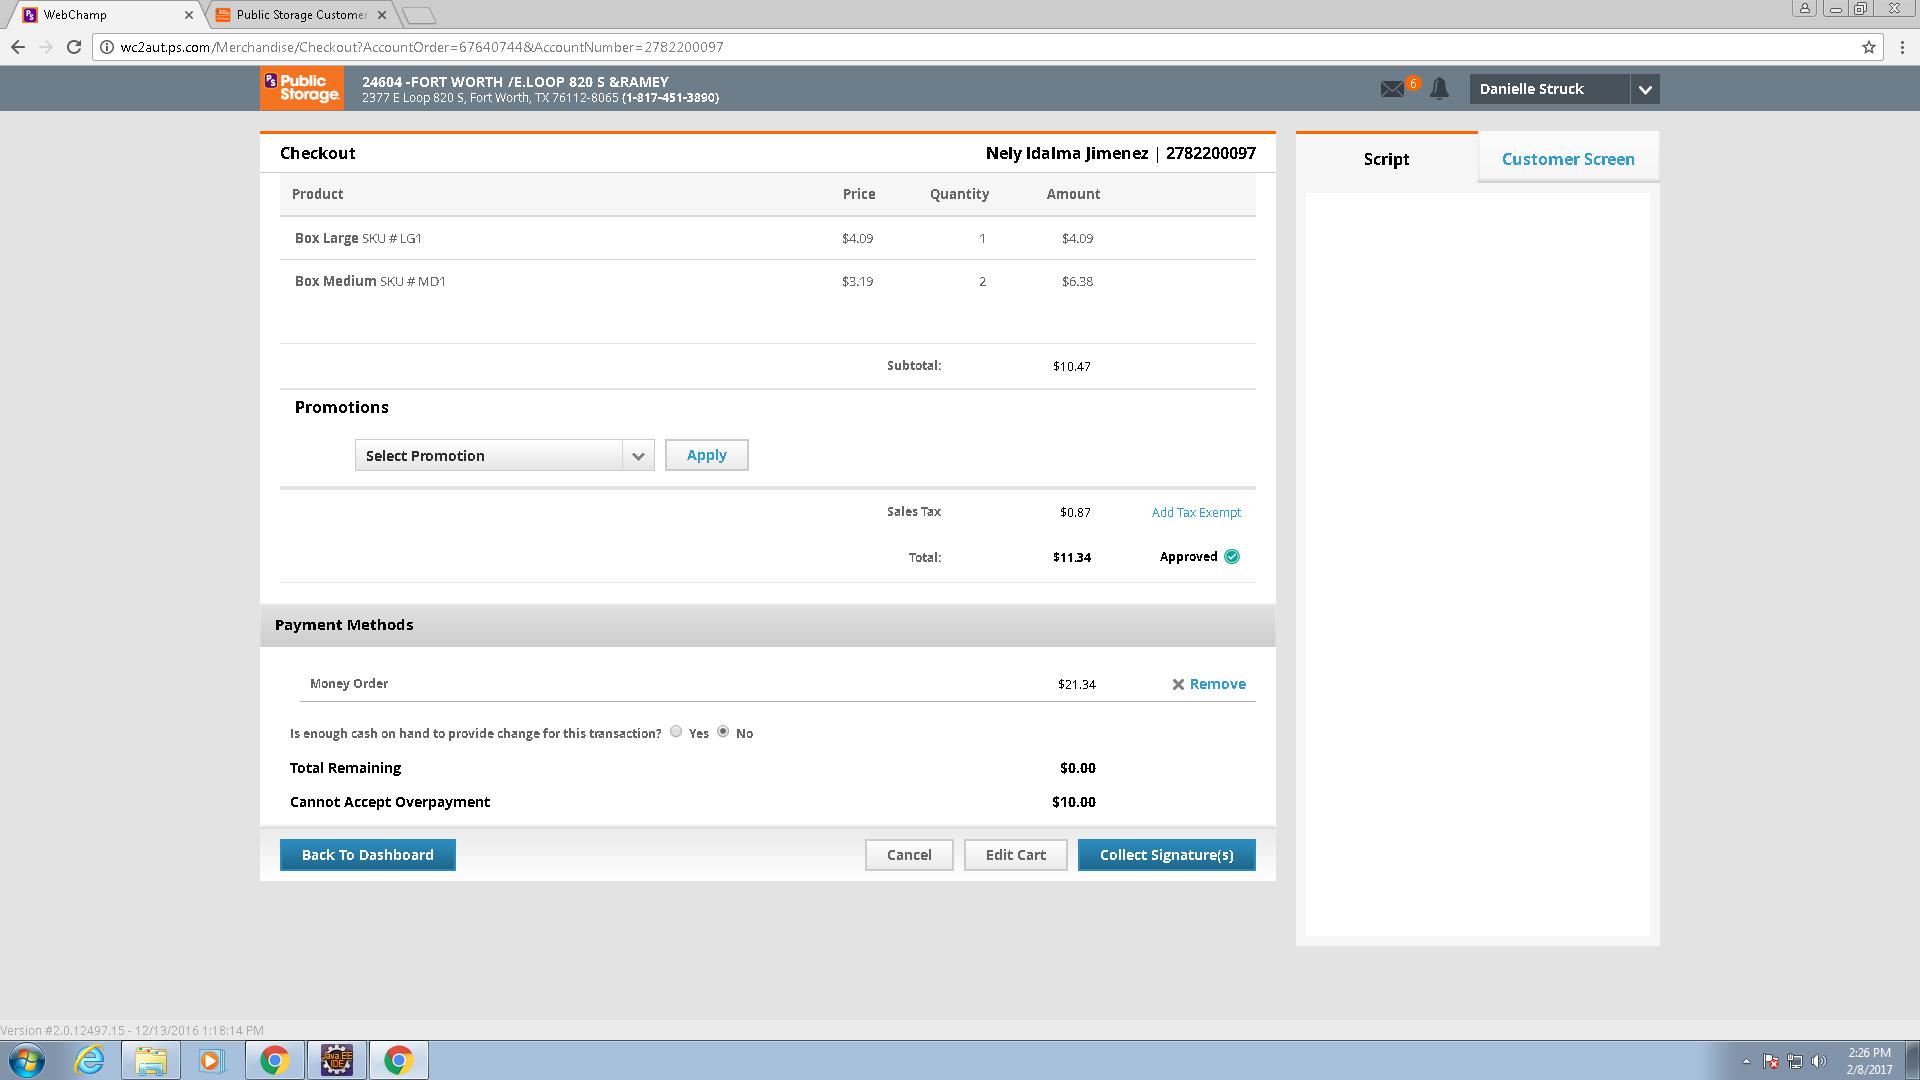 WebChamp
Public Storage Customer
wc2aut.ps.com/Merchandise/Checkout?AccountOrder=67640744&AccountNumber=2782200097
PS Public Storage.
24604 -FORT WORTH /E.LOOP 820 S &RAMEY
2377 E Loop 820 S, Fort Worth, TX 76112-8065 (1-817-451-3890)
6
Danielle Struck
Checkout
Nely Idalma Jimenez | 2782200097
Script
Customer Screen
Product Price Quantity Amount
Box Large SKU # LG1 $4.09 1 $4.09
Box Medium SKU # MD1 $3.19 2 $6.38
Subtotal: $10.47
Promotions
Select Promotion
Apply
Sales Tax $0.87 Add Tax Exempt
Total: $11.34 Approved
Payment Methods
Money Order $21.34 Remove
Is enough cash on hand to provide change for this transaction? Yes No
Total Remaining $0.00
Cannot Accept Overpayment $10.00
Back To Dashboard
Cancel
Edit Cart
Collect Signature(s)
Version #2.0.12497.15 - 12/13/2016 1:18:14 PM
Java EE
IDE
2:26 PM
2/8/2017